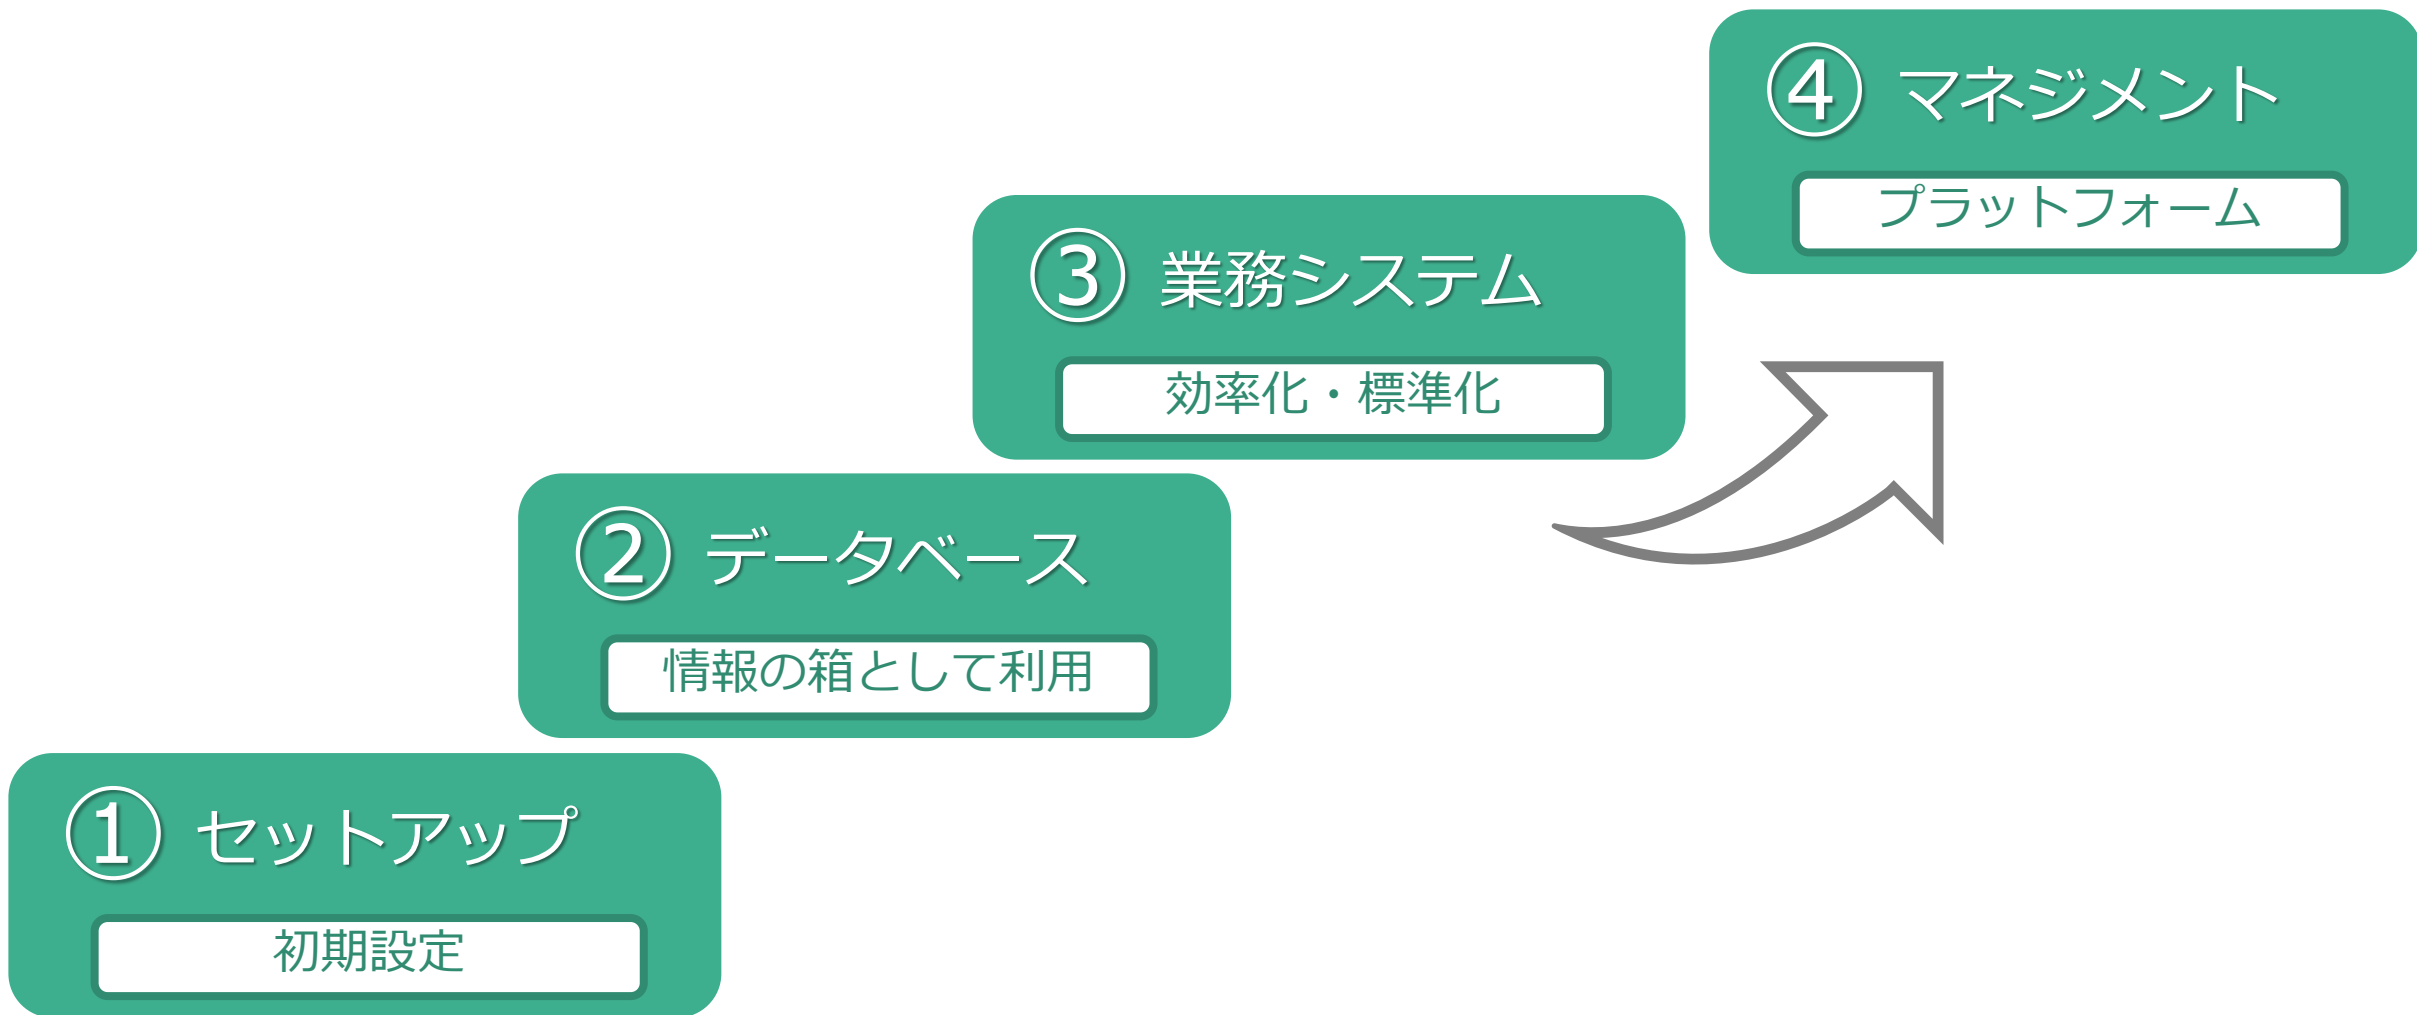 ④ マネジメント
プラットフォーム
③ 業務システム
効率化・標準化
② データベース
情報の箱として利用
① セットアップ
初期設定